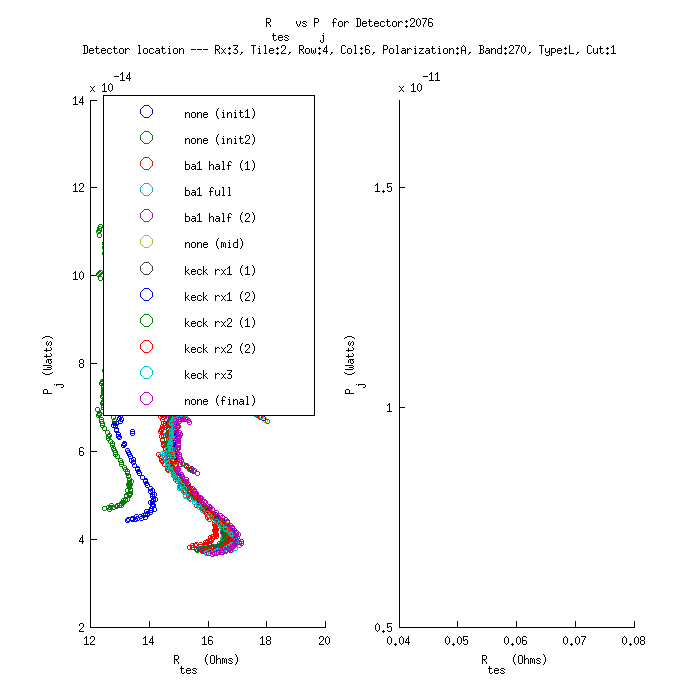 R    vs P  for Detector:2076
tes     j
Detector location --- Rx:3, Tile:2, Row:4, Col:6, Polarization:A, Band:270, Type:L, Cut:1
x 10 -14
14
12
10
8
6
4
2
P j (Watts)
none (init1)
none (init2)
ba1 half (1)
ba1 full
ba1 half (2)
none (mid)
keck rx1 (1)
keck rx1 (2)
keck rx2 (1)
keck rx2 (2)
keck rx3
none (final)
12 14 16 18 20
R tes (Ohms)
x 10 -11
1.5
1
0.5
P j (Watts)
0.04 0.05 0.06 0.07 0.08
R tes (Ohms)